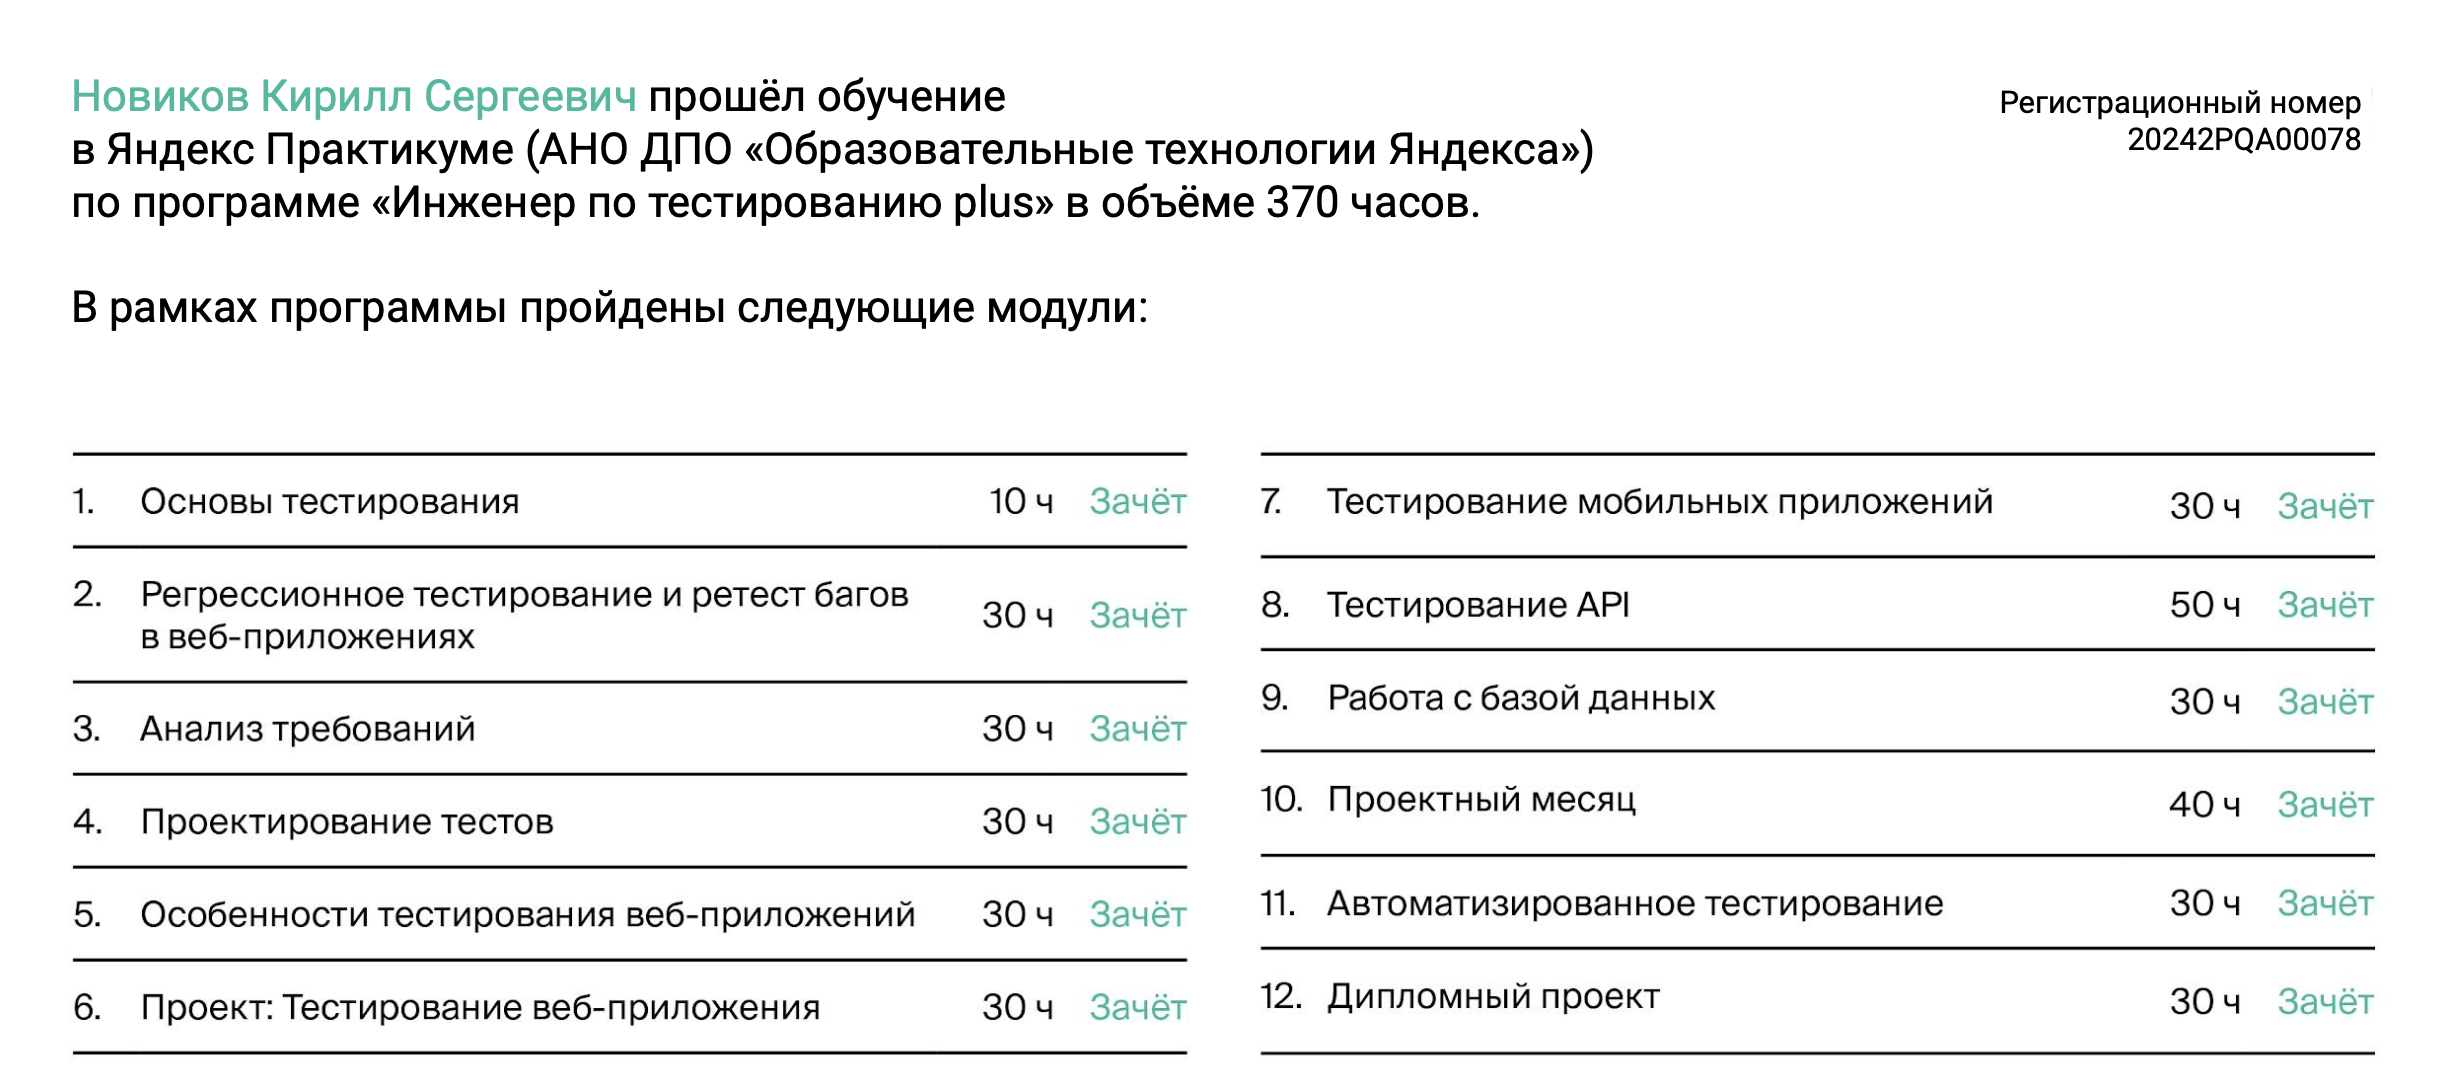 Новиков Кирилл Сергеевич прошёл обучение
в Яндекс Практикуме (АНО ДПО «Образовательные технологии Яндекса»)
по программе «Инженер по тестированию plus» в объёме 370 часов.
Регистрационный номер
20242PQA00078
В рамках программы пройдены следующие модули:
1. Основы тестирования 10 ч Зачёт
2. Регрессионное тестирование и ретест багов
в веб-приложениях 30 ч Зачёт
3. Анализ требований 30 ч Зачёт
4. Проектирование тестов 30 ч Зачёт
5. Особенности тестирования веб-приложений 30 ч Зачёт
6. Проект: Тестирование веб-приложения 30 ч Зачёт
7. Тестирование мобильных приложений 30 ч Зачёт
8. Тестирование API 50 ч Зачёт
9. Работа с базой данных 30 ч Зачёт
10. Проектный месяц 40 ч Зачёт
11. Автоматизированное тестирование 30 ч Зачёт
12. Дипломный проект 30 ч Зачёт